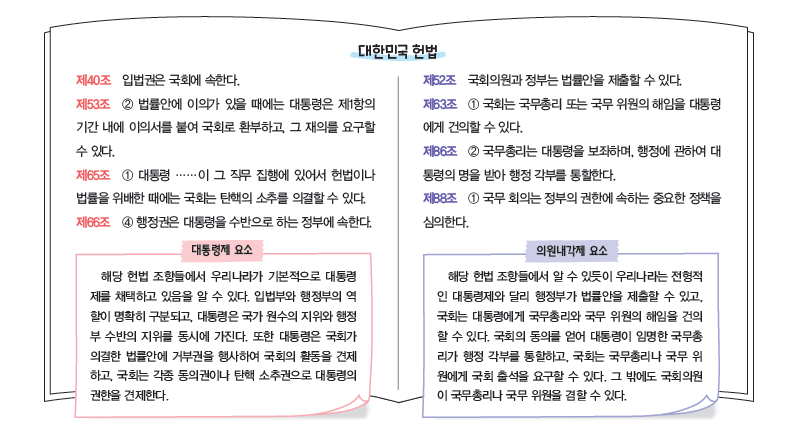 대한민국 헌법
제40조 입법권은 국회에 속한다.
제53조 ② 법률안에 이의가 있을 때에는 대통령은 제1항의
기간 내에 이의서를 붙여 국회로 환부하고, 그 재의를 요구할
수 있다.
제65조 ① 대통령 ……이 그 직무 집행에 있어서 헌법이나
법률을 위배한 때에는 국회는 탄핵의 소추를 의결할 수 있다.
제66조 ④ 행정권은 대통령을 수반으로 하는 정부에 속한다.
대통령제 요소
해당 헌법 조항들에서 우리나라가 기본적으로 대통령
제를 채택하고 있음을 알 수 있다. 입법부와 행정부의 역
할이 명확히 구분되고, 대통령은 국가 원수의 지위와 행정
부 수반의 지위를 동시에 가진다. 또한 대통령은 국회가
의결한 법률안에 거부권을 행사하여 국회의 활동을 견제
하고, 국회는 각종 동의권이나 탄핵 소추권으로 대통령의
권한을 견제한다.
제52조 국회의원과 정부는 법률안을 제출할 수 있다.
제63조 ① 국회는 국무총리 또는 국무 위원의 해임을 대통령
에게 건의할 수 있다.
제86조 ② 국무총리는 대통령을 보좌하며, 행정에 관하여 대
통령의 명을 받아 행정 각부를 통할한다.
제88조 ① 국무 회의는 정부의 권한에 속하는 중요한 정책을
심의한다.
의원내각제 요소
해당 헌법 조항들에서 알 수 있듯이 우리나라는 전형적
인 대통령제와 달리 행정부가 법률안을 제출할 수 있고,
국회는 대통령에게 국무총리와 국무 위원의 해임을 건의
할 수 있다. 국회의 동의를 얻어 대통령이 임명한 국무총
리가 행정 각부를 통할하고, 국회는 국무총리나 국무 위
원에게 국회 출석을 요구할 수 있다. 그 밖에도 국회의원
이 국무총리나 국무 위원을 겸할 수 있다.